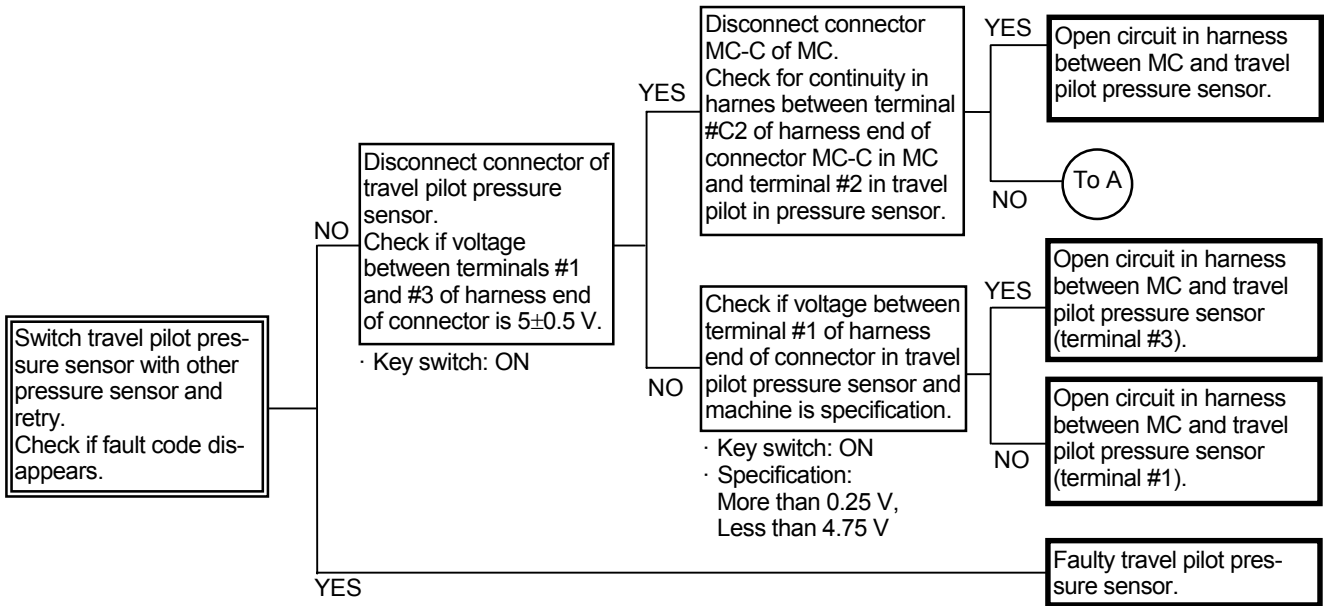 Switch travel pilot pres-
sure sensor with other
pressure sensor and
retry.
Check if fault code dis-
appears.
NO
Disconnect connector of
travel pilot pressure
sensor.
Check if voltage
between terminals #1
and #3 of harness end
of connector is 5±0.5 V.
· Key switch: ON
YES
Disconnect connector
MC-C of MC.
Check for continuity in
harnes between terminal
#C2 of harness end of
connector MC-C in MC
and terminal #2 in travel
pilot in pressure sensor.
YES
Open circuit in harness
between MC and travel
pilot pressure sensor.
NO
To A
NO
Check if voltage between
terminal #1 of harness
end of connector in travel
pilot pressure sensor and
machine is specification.
· Key switch: ON
· Specification:
More than 0.25 V,
Less than 4.75 V
YES
Open circuit in harness
between MC and travel
pilot pressure sensor
(terminal #3).
NO
Open circuit in harness
between MC and travel
pilot pressure sensor
(terminal #1).
YES
Faulty travel pilot pres-
sure sensor.